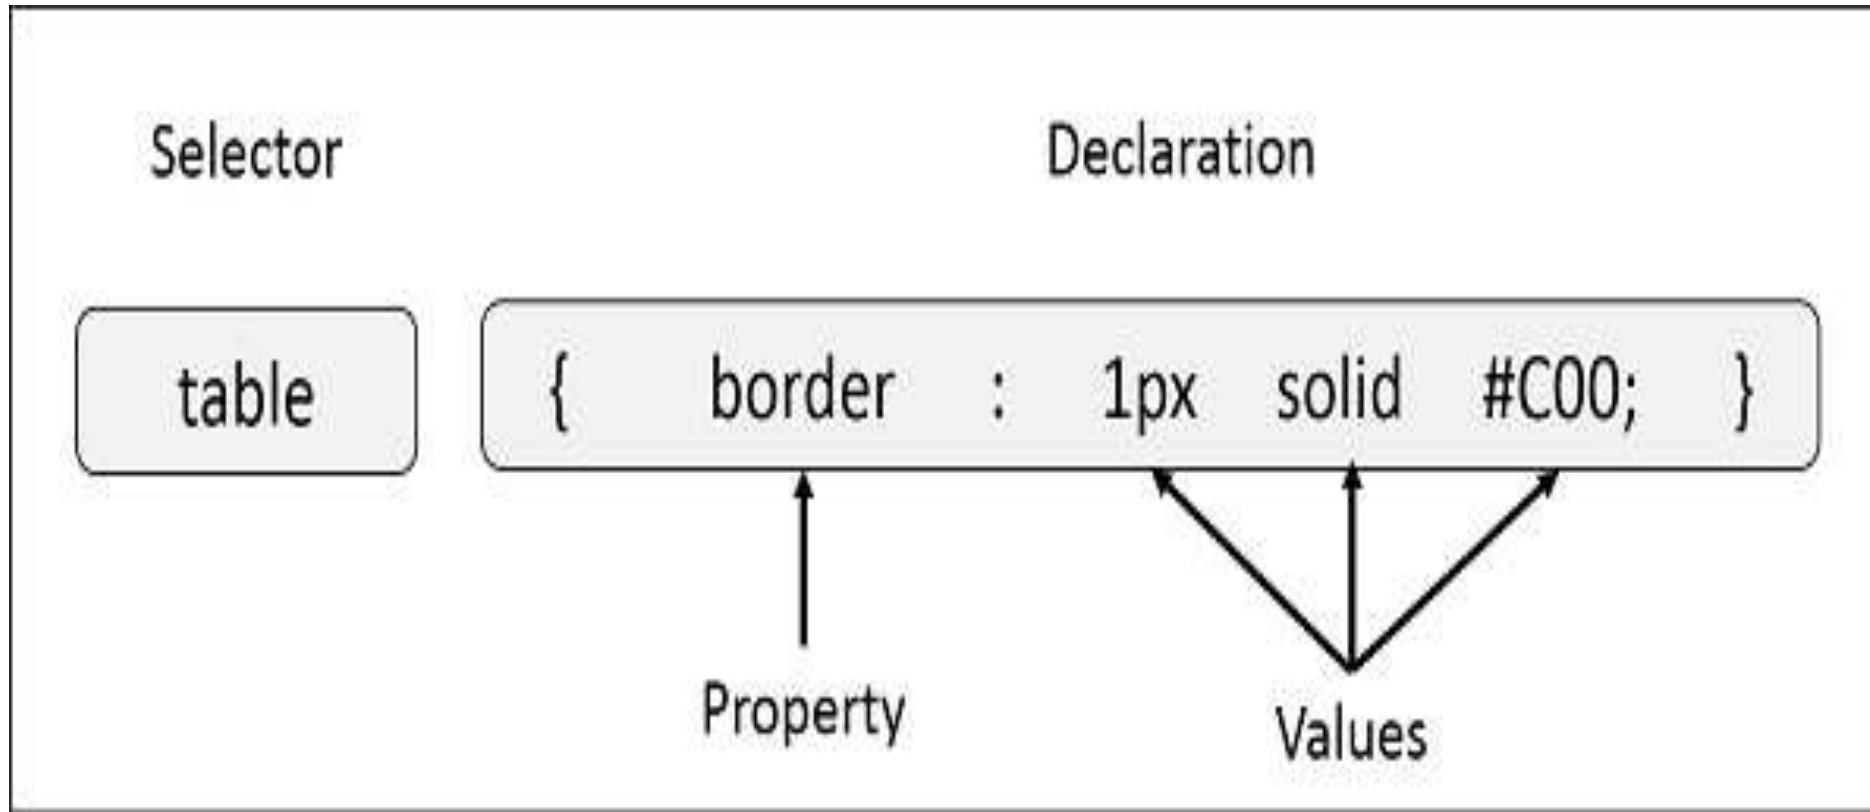 Selector Declaration
table { border : 1px solid #C00; }
Property Values